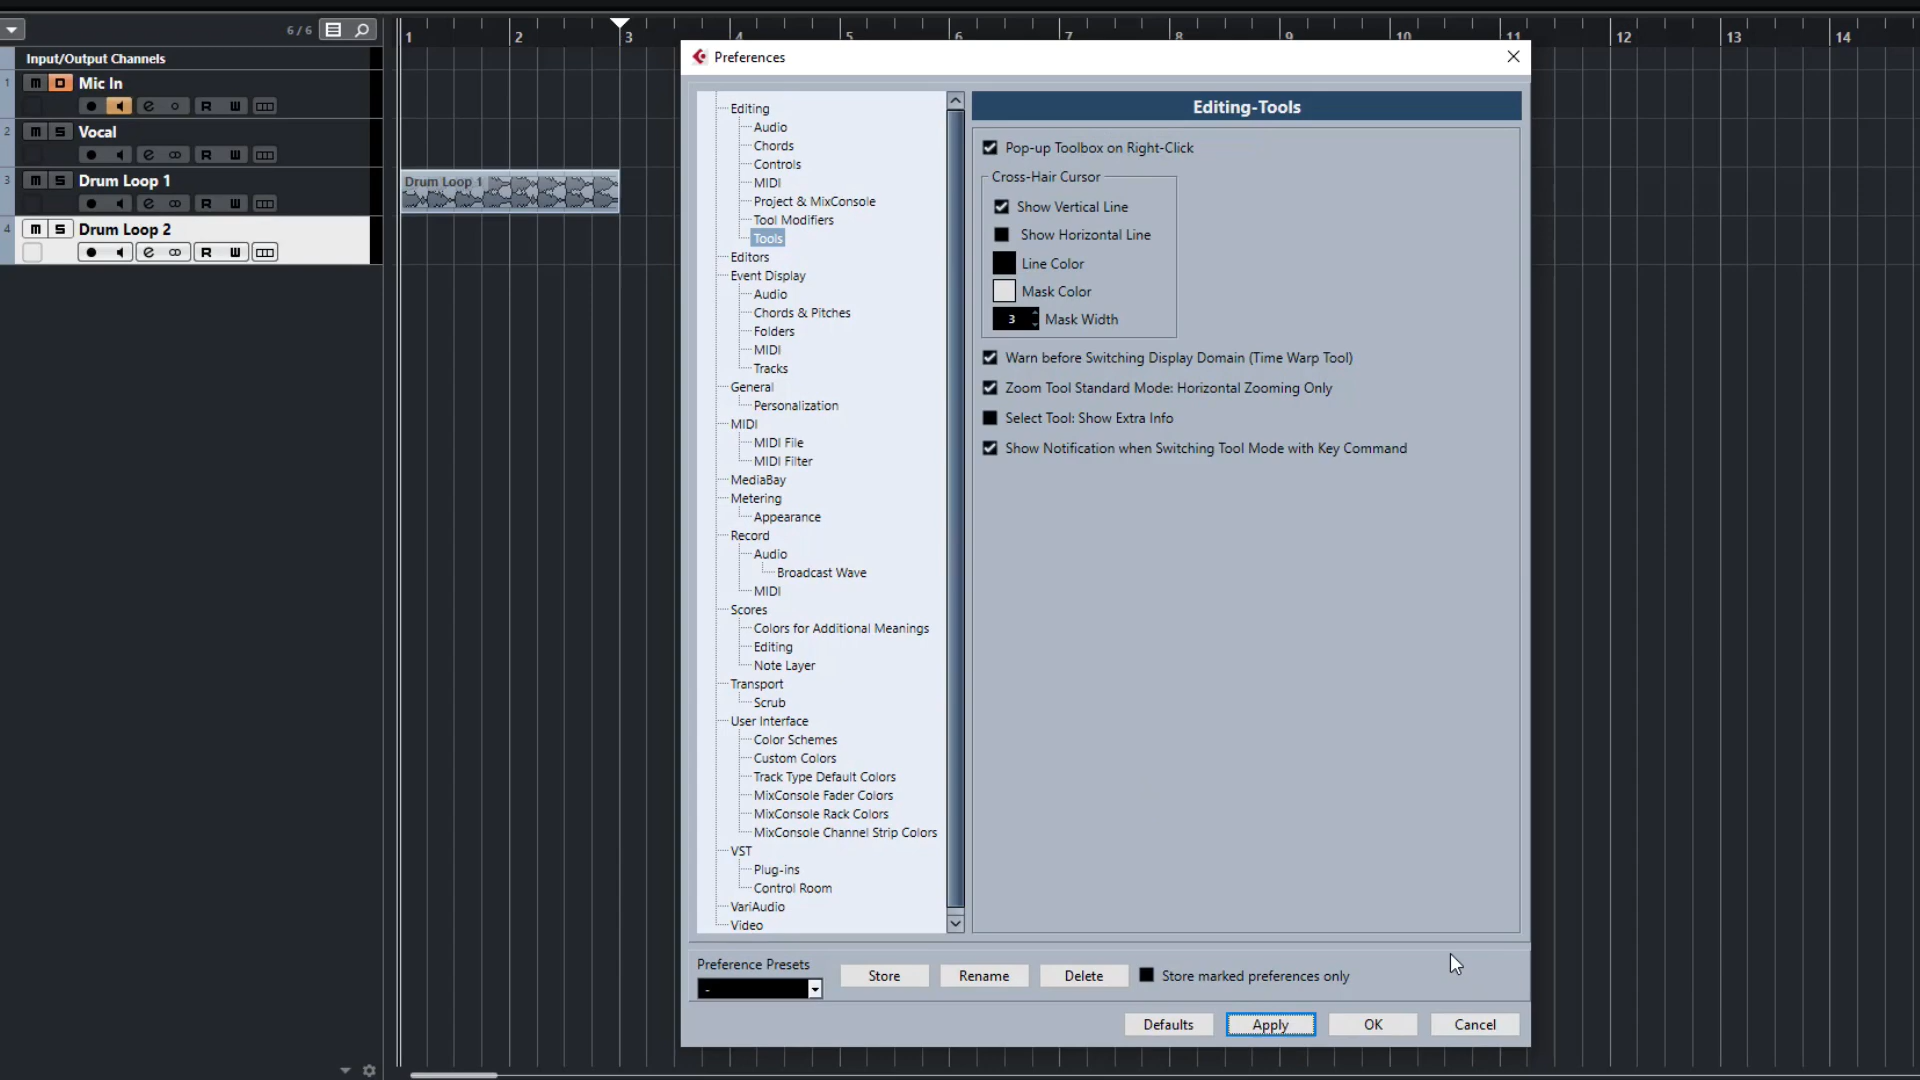 6 / 6
1 2 3 4 5 6 7 8 9 10 11 12 13 14
Input/Output Channels
1 m D Mic In
e R W
2 m S Vocal
e R W
3 m S Drum Loop 1
e R W
4 m S Drum Loop 2
e R W
Drum Loop 1
Preferences
Editing
Audio
Chords
Controls
MIDI
Project & MixConsole
Tool Modifiers
Tools
Editors
Event Display
Audio
Chords & Pitches
Folders
MIDI
Tracks
General
Personalization
MIDI
MIDI File
MIDI Filter
MediaBay
Metering
Appearance
Record
Audio
Broadcast Wave
MIDI
Scores
Colors for Additional Meanings
Editing
Note Layer
Transport
Scrub
User Interface
Color Schemes
Custom Colors
Track Type Default Colors
MixConsole Fader Colors
MixConsole Rack Colors
MixConsole Channel Strip Colors
VST
Plug-ins
Control Room
VariAudio
Video
Editing-Tools
Pop-up Toolbox on Right-Click
Cross-Hair Cursor
Show Vertical Line
Show Horizontal Line
Line Color
Mask Color
3 Mask Width
Warn before Switching Display Domain (Time Warp Tool)
Zoom Tool Standard Mode: Horizontal Zooming Only
Select Tool: Show Extra Info
Show Notification when Switching Tool Mode with Key Command
Preference Presets
-
Store Rename Delete Store marked preferences only
Defaults Apply OK Cancel